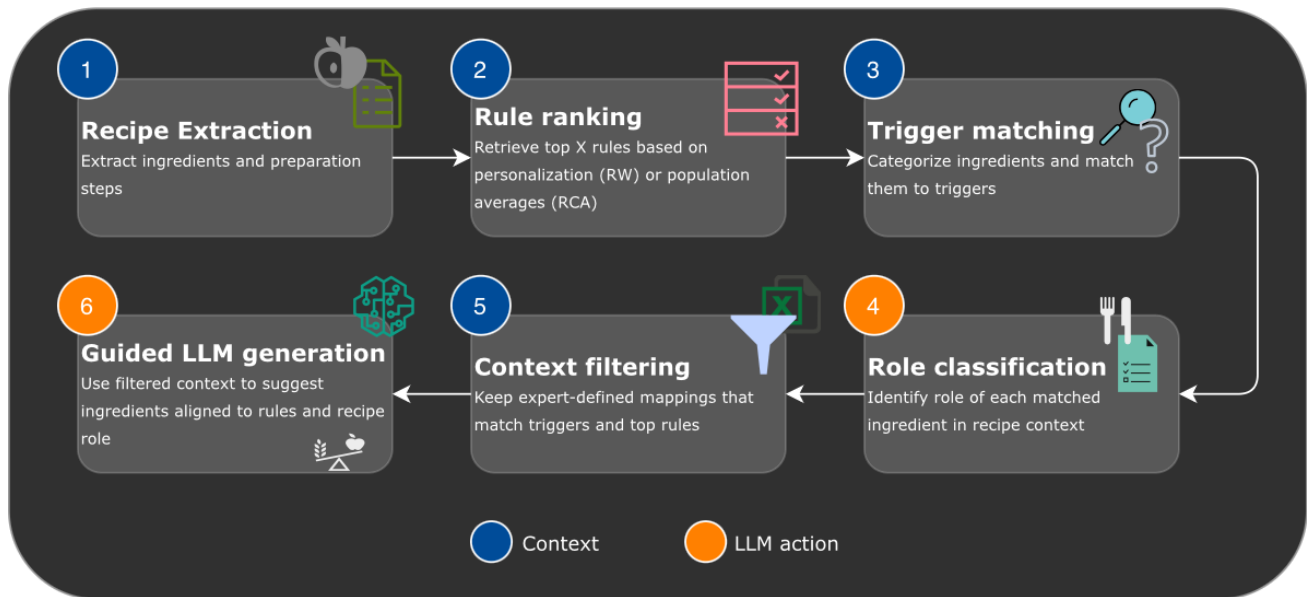 1
Recipe Extraction
Extract ingredients and preparation
steps
2
Rule ranking
Retrieve top X rules based on
personalization (RW) or population
averages (RCA)
3
Trigger matching
Categorize ingredients and match
them to triggers
?
6
Guided LLM generation
Use filtered context to suggest
ingredients aligned to rules and recipe
role
5
X
Context filtering
Keep expert-defined mappings that
match triggers and top rules
4
Role classification
Identify role of each matched
ingredient in recipe context
Context
LLM action